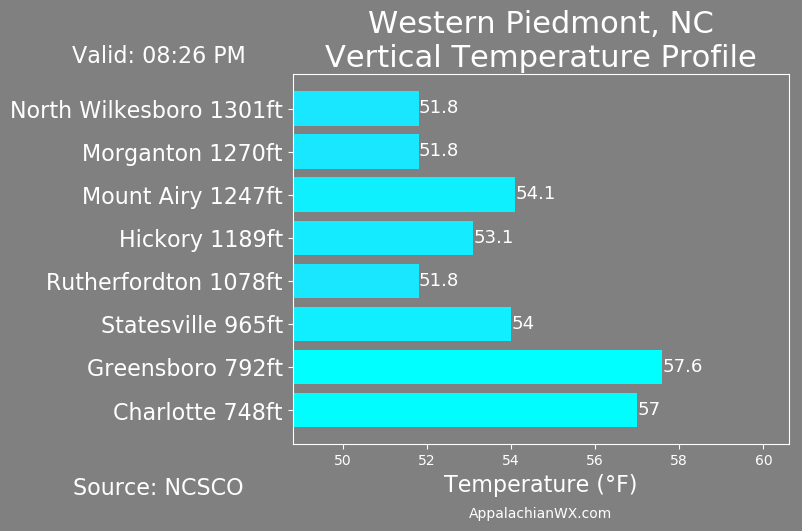 Western Piedmont, NC
Vertical Temperature Profile
Valid: 08:26 PM
North Wilkesboro 1301ft 51.8
Morganton 1270ft 51.8
Mount Airy 1247ft 54.1
Hickory 1189ft 53.1
Rutherfordton 1078ft 51.8
Statesville 965ft 54
Greensboro 792ft 57.6
Charlotte 748ft 57
50 52 54 56 58 60
Temperature (°F)
Source: NCSCO
AppalachianWX.com